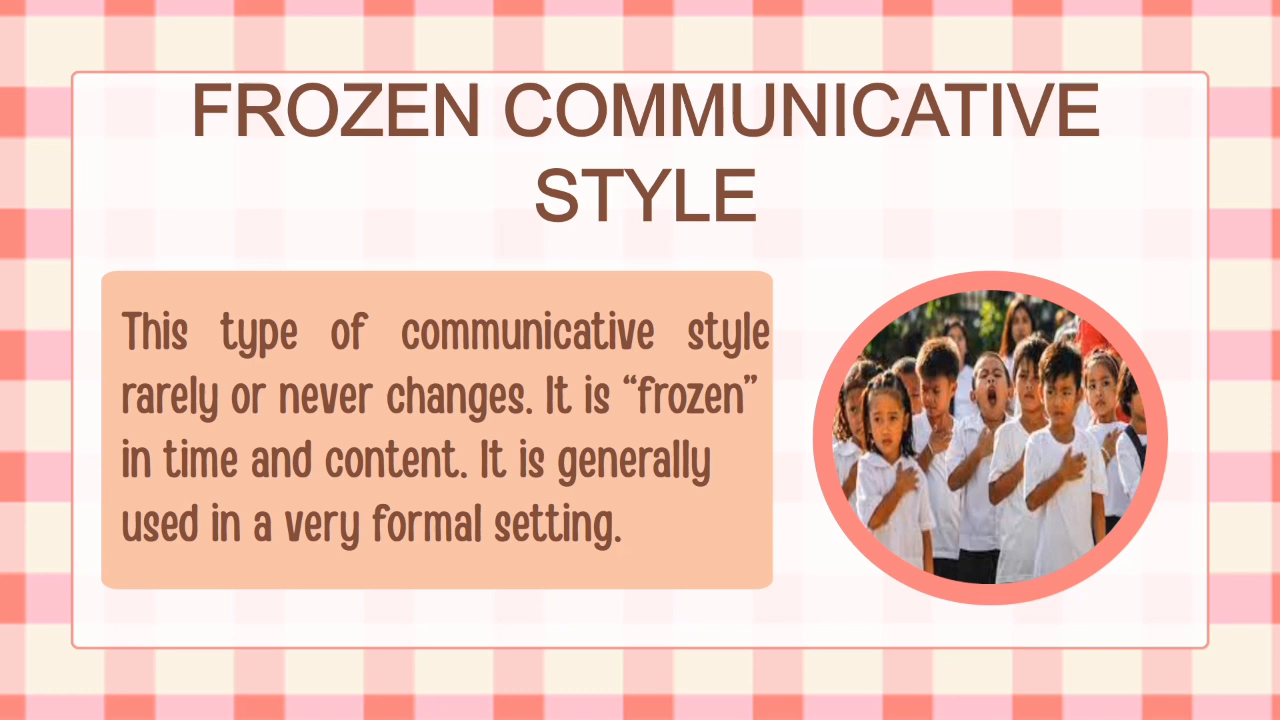 FROZEN COMMUNICATIVE
STYLE
This type of communicative style
rarely or never changes. It is “frozen”
in time and content. It is generally
used in a very formal setting.